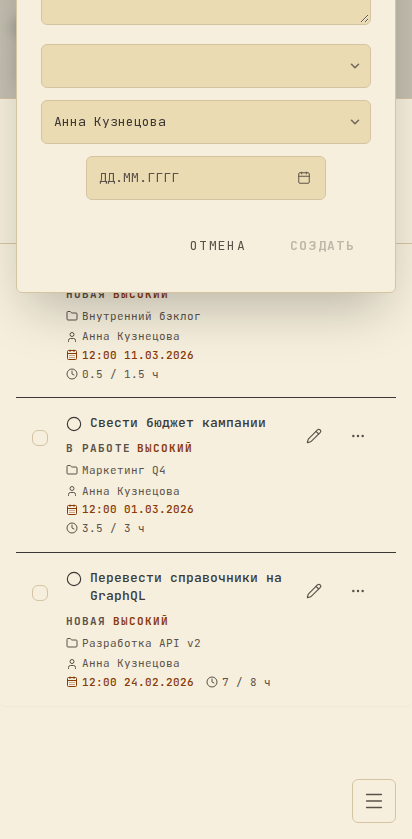 Анна Кузнецова
ДД.ММ.ГГГГ
ОТМЕНА СОЗДАТЬ
НОВАЯ ВЫСОКИЙ
Внутренний бэклог
Анна Кузнецова
12:00 11.03.2026
0.5 / 1.5 ч
Свести бюджет кампании
В РАБОТЕ ВЫСОКИЙ
Маркетинг Q4
Анна Кузнецова
12:00 01.03.2026
3.5 / 3 ч
Перевести справочники на
GraphQL
НОВАЯ ВЫСОКИЙ
Разработка API v2
Анна Кузнецова
12:00 24.02.2026 7 / 8 ч